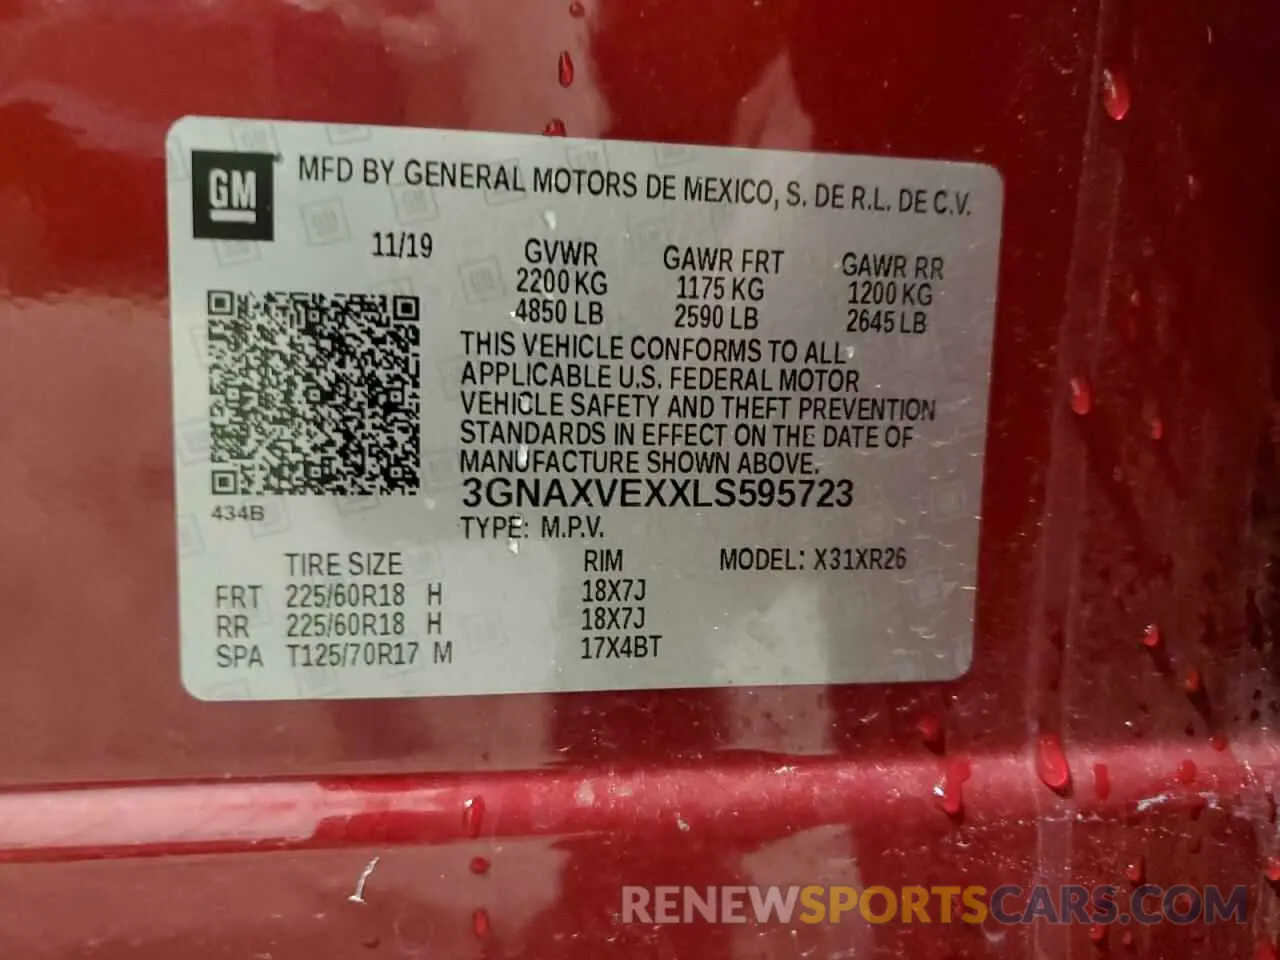 GM
MFD BY GENERAL MOTORS DE MEXICO, S. DE R.L. DE C.V.
11/19
GVWR GAWR FRT GAWR RR
2200 KG 1175 KG 1200 KG
4850 LB 2590 LB 2645 LB
THIS VEHICLE CONFORMS TO ALL
APPLICABLE U.S. FEDERAL MOTOR
VEHICLE SAFETY AND THEFT PREVENTION
STANDARDS IN EFFECT ON THE DATE OF
MANUFACTURE SHOWN ABOVE.
3GNAXVEXXLS595723
434B
TYPE: M.P.V.
TIRE SIZE RIM MODEL: X31XR26
FRT 225/60R18 H 18X7J
RR 225/60R18 H 18X7J
SPA T125/70R17 M 17X4BT
RENEWSPORTSCARS.COM